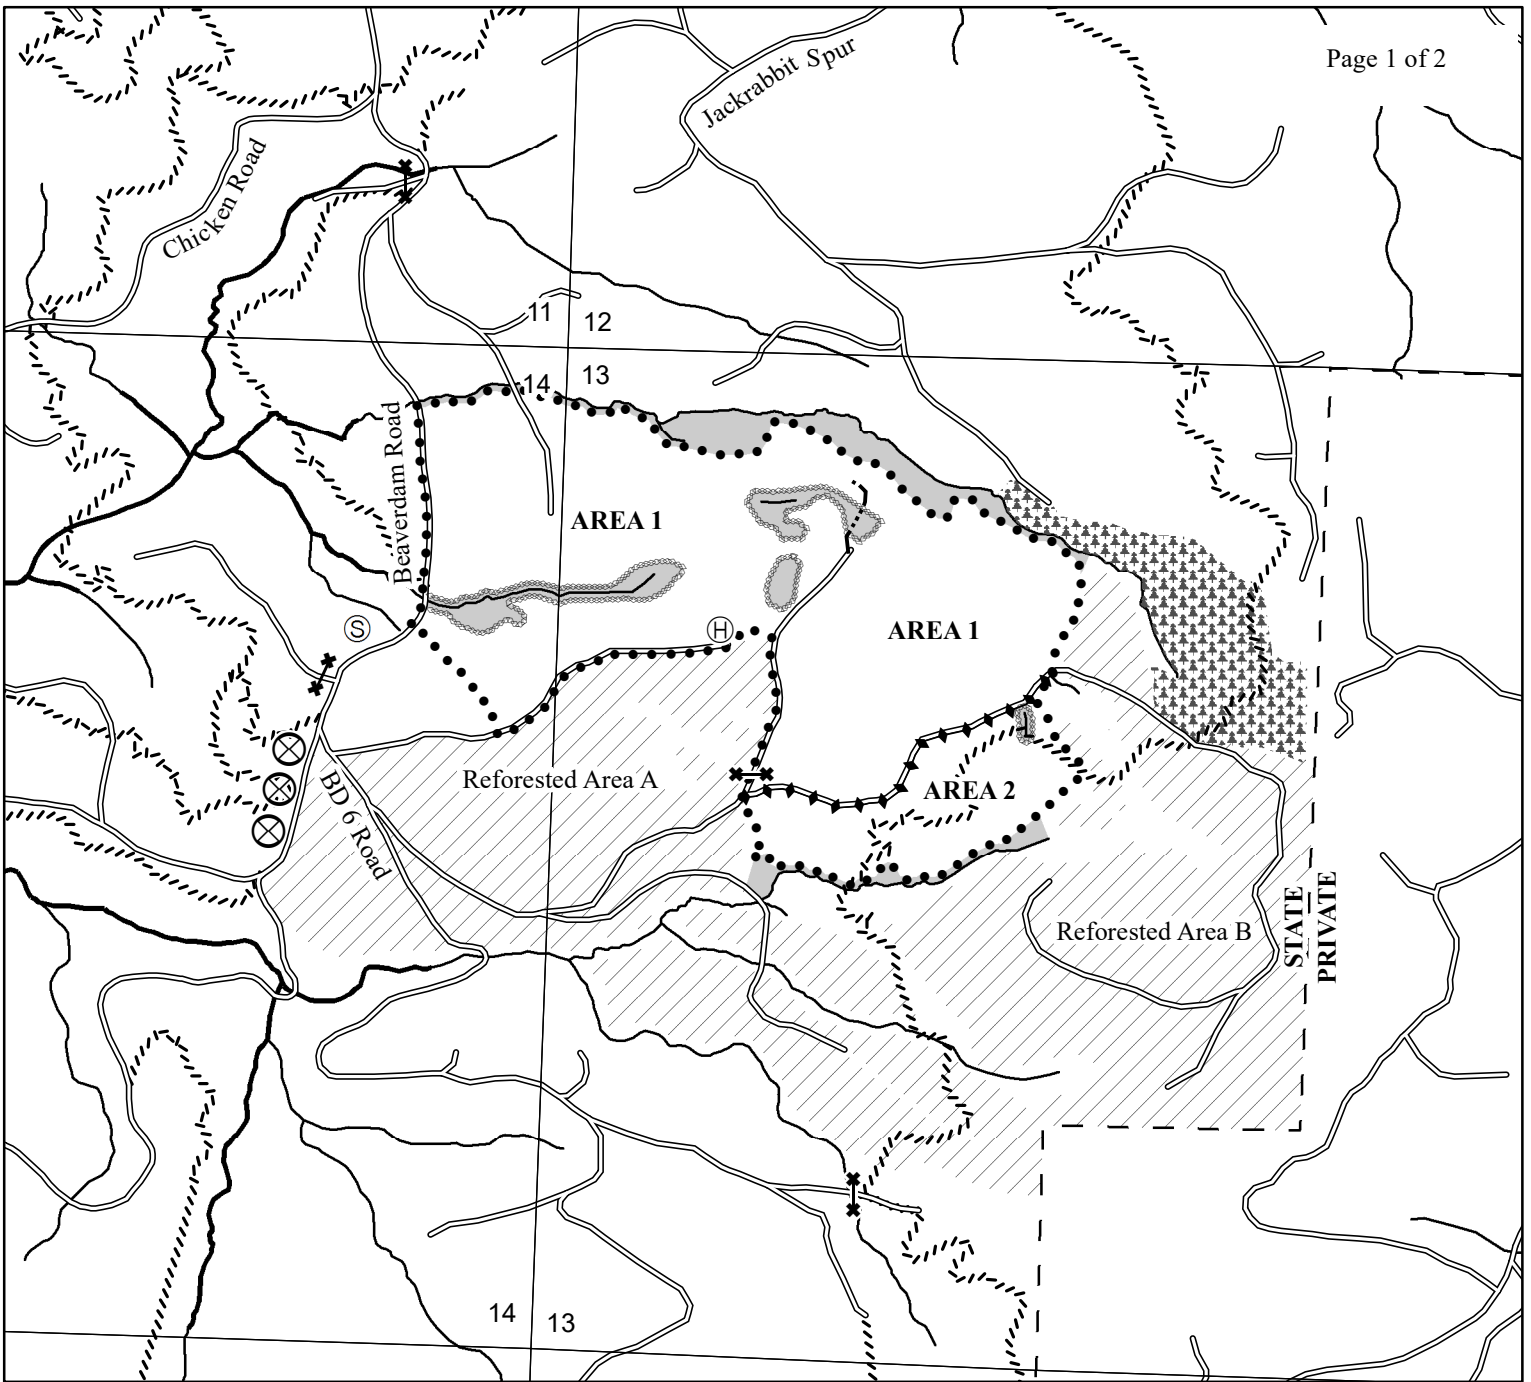 Page 1 of 2
Jackrabbit Spur
Chicken Road
11
12
14
13
Beaverdam Road
AREA 1
S
H
AREA 1
Reforested Area A
BD 6 Road
AREA 2
Reforested Area B
STATE
PRIVATE
14
13